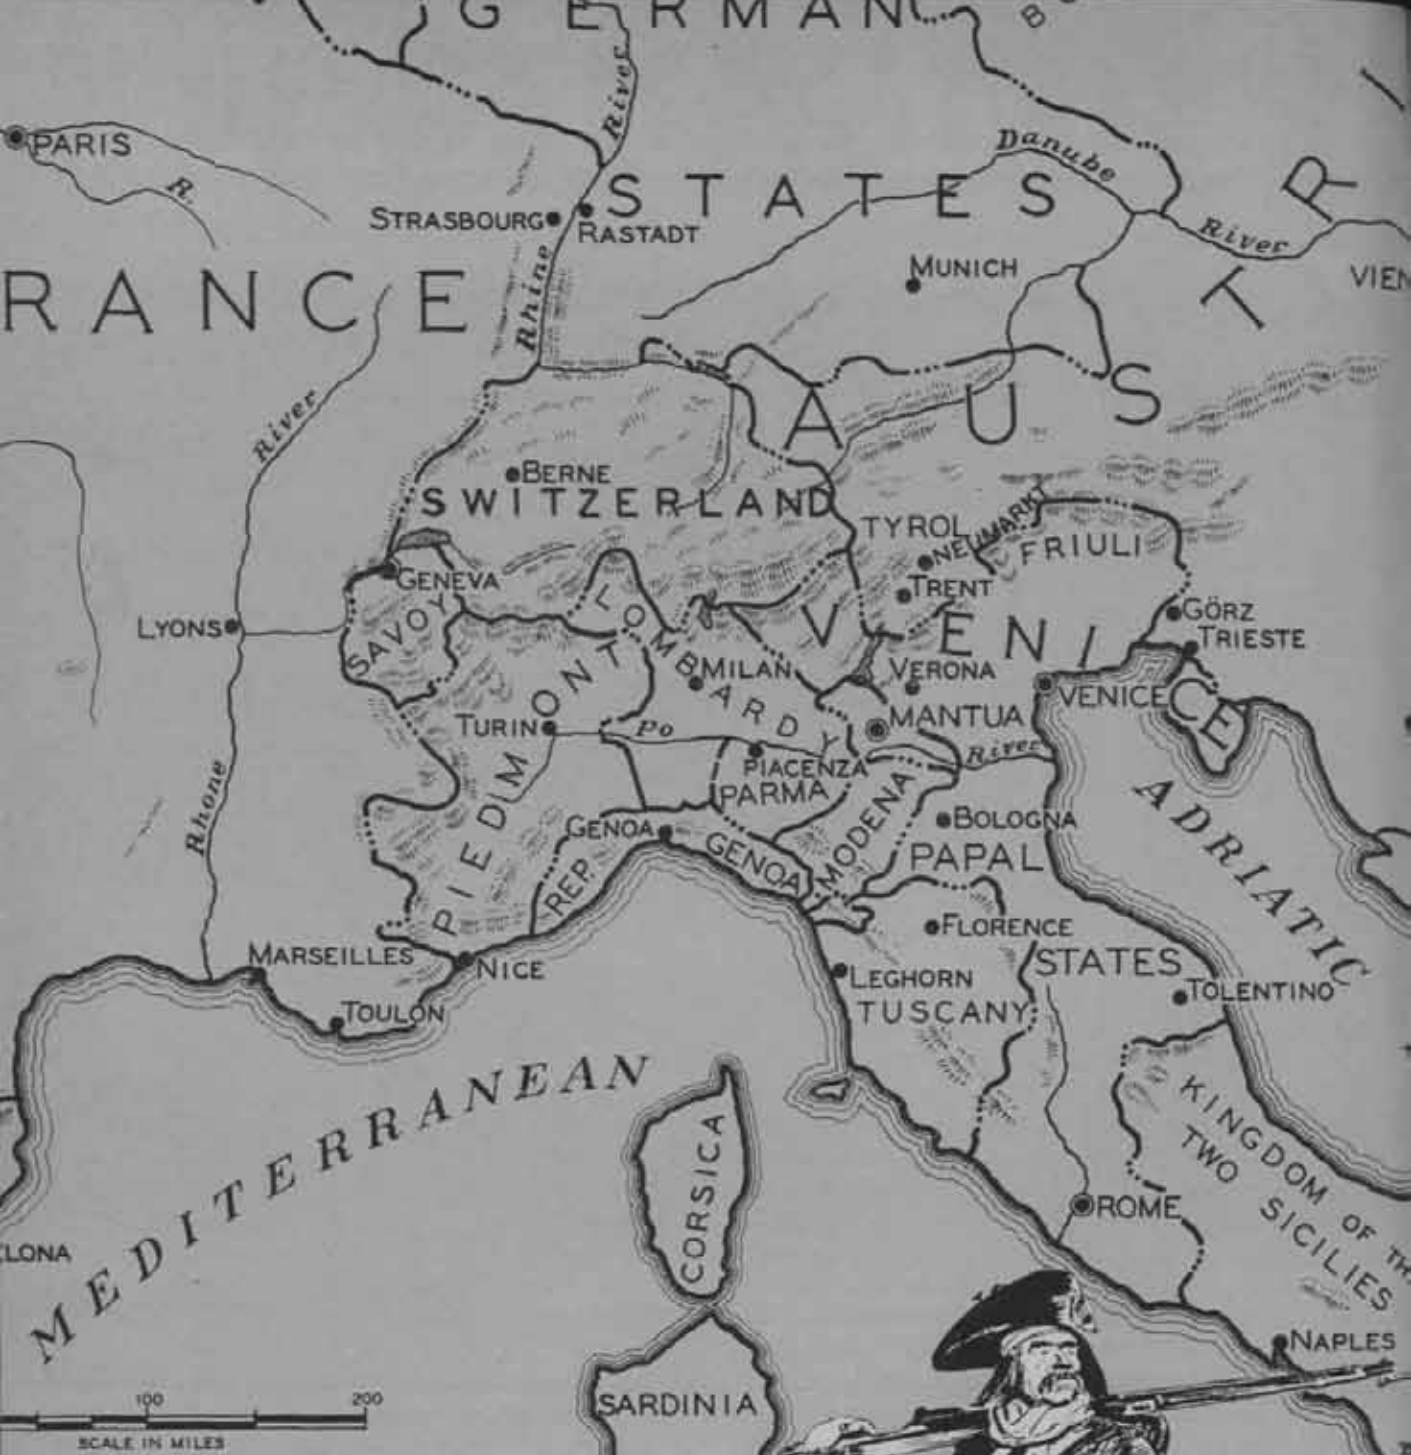 GERMAN
River
PARIS
R.
Danube
STATES
STRASBOURG
RASTADT
River
MUNICH
RANCE
Rhine
VIEN
AUSTRI
River
BERNE
SWITZERLAND
TYROL
NEUMARKT
FRIULI
GENEVA
TRENT
LYONS
SAVOY
LOMBARDY
VENICE
GÖRZ
TRIESTE
MILAN
VERONA
VENICE
TURIN
PIEDMONT
Po
MANTUA
River
PIACENZA
PARMA
MODENA
Rhone
GENOA
BOLOGNA
ADRIATIC
REP.
GENOA
PAPAL
FLORENCE
MARSEILLES
NICE
STATES
LEGHORN
TOLENTINO
TOULON
TUSCANY
MEDITERRANEAN
CORSICA
KINGDOM OF TH
TWO SICILIES
ROME
LONA
NAPLES
SARDINIA
100 200
SCALE IN MILES